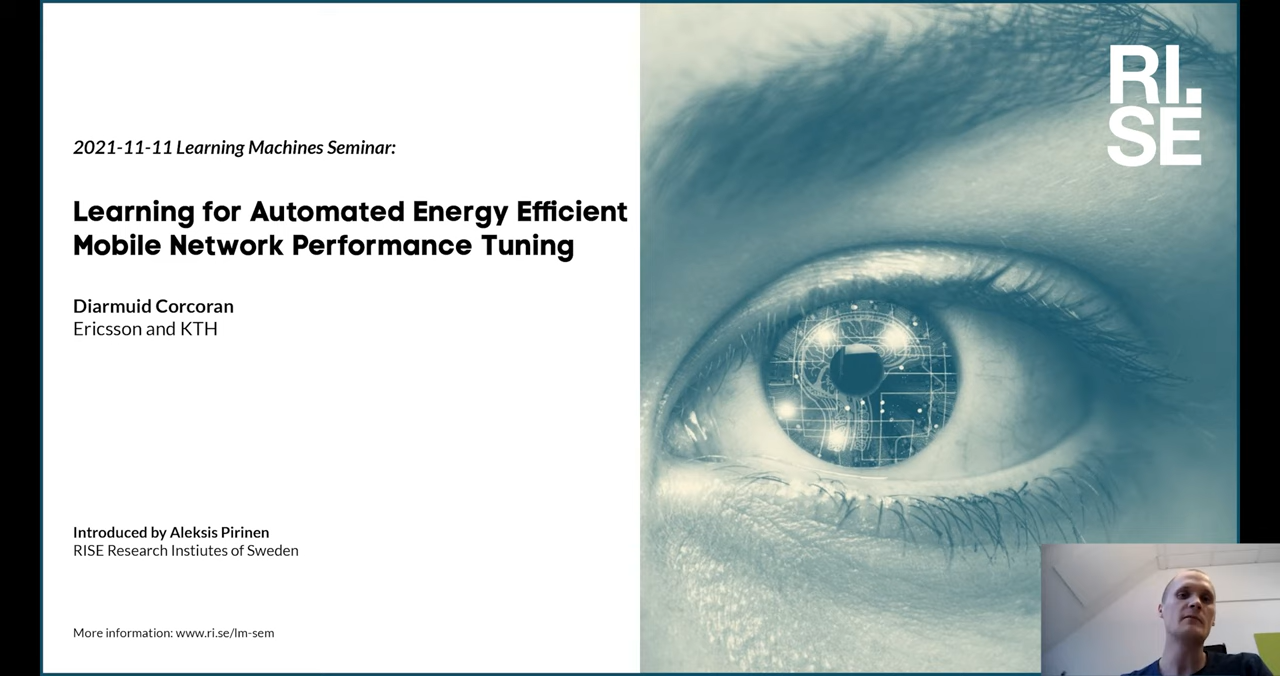 2021-11-11 Learning Machines Seminar:
Learning for Automated Energy Efficient
Mobile Network Performance Tuning
Diarmuid Corcoran
Ericsson and KTH
Introduced by Aleksis Pirinen
RISE Research Instiutes of Sweden
More information: www.ri.se/lm-sem
RI.
SE